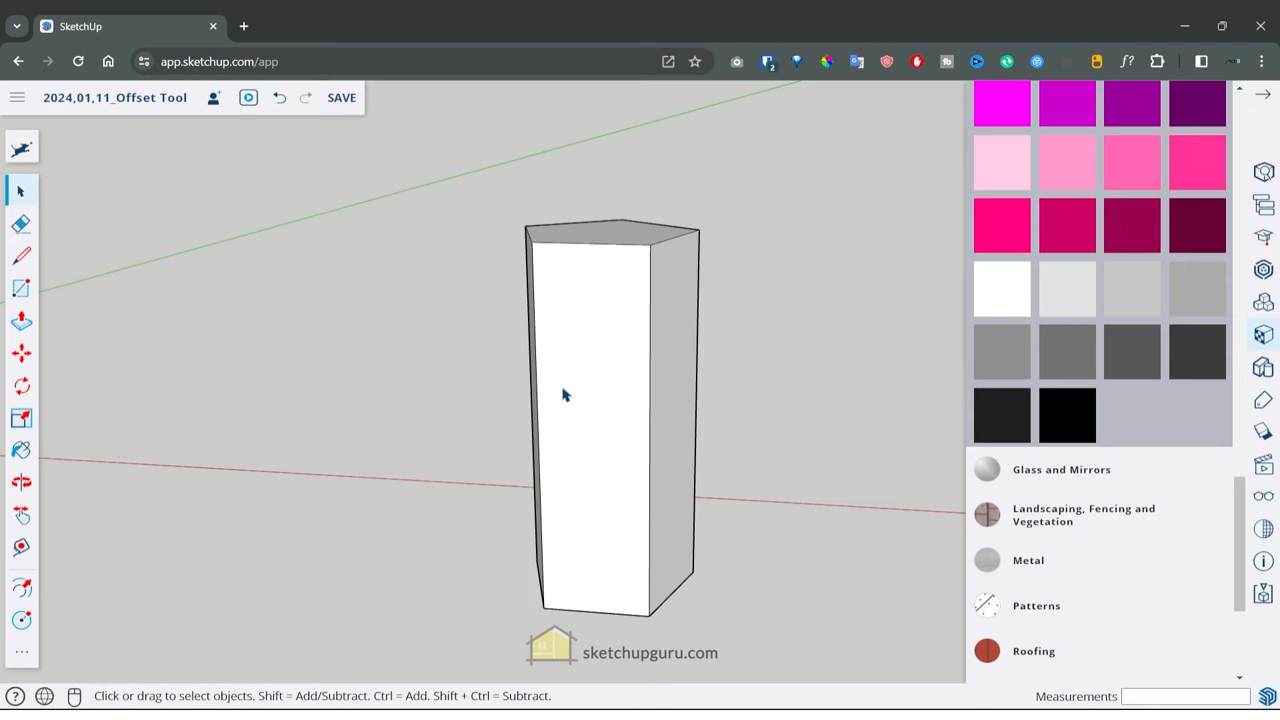 SketchUp
app.sketchup.com/app
2
f?
2024,01,11_Offset Tool
SAVE
Glass and Mirrors
Landscaping, Fencing and
Vegetation
Metal
Patterns
Roofing
sketchupguru.com
Click or drag to select objects. Shift = Add/Subtract. Ctrl = Add. Shift + Ctrl = Subtract.
Measurements